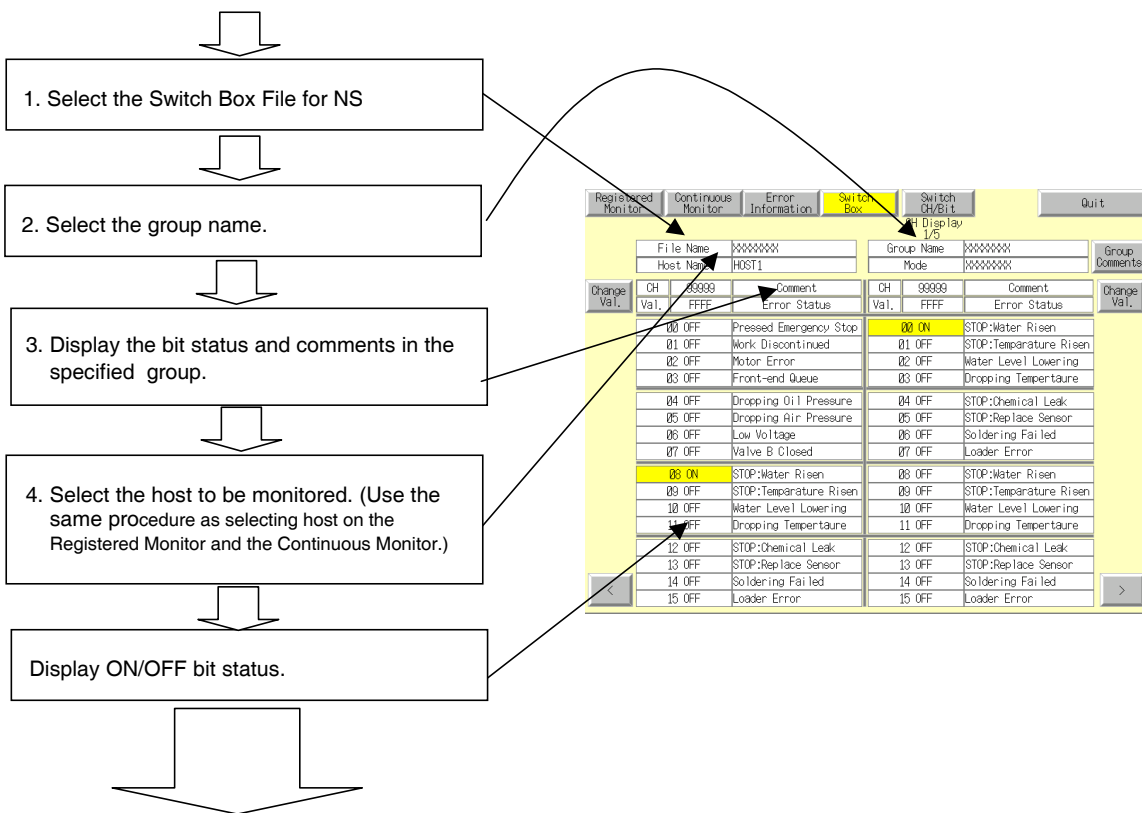 1. Select the Switch Box File for NS
2. Select the group name.
3. Display the bit status and comments in the
specified group.
4. Select the host to be monitored. (Use the
same procedure as selecting host on the
Registered Monitor and the Continuous Monitor.)
Display ON/OFF bit status.
Registered Monitor
Continuous Monitor
Error Information
Switch Box
Switch CH/Bit
Quit
CH Display
1/5
File Name XXXXXXXX Group Name XXXXXXXX
Host Name HOST1 Mode XXXXXXXX
Group Comments
Change Val.
CH 99999 Comment CH 99999 Comment
Val. FFFF Error Status Val. FFFF Error Status
Change Val.
00 OFF Pressed Emergency Stop 00 ON STOP:Water Risen
01 OFF Work Discontinued 01 OFF STOP:Temparature Risen
02 OFF Motor Error 02 OFF Water Level Lowering
03 OFF Front-end Queue 03 OFF Dropping Tempertaure
04 OFF Dropping Oil Pressure 04 OFF STOP:Chemical Leak
05 OFF Dropping Air Pressure 05 OFF STOP:Replace Sensor
06 OFF Low Voltage 06 OFF Soldering Failed
07 OFF Valve B Closed 07 OFF Loader Error
08 ON STOP:Water Risen 08 OFF STOP:Water Risen
09 OFF STOP:Temparature Risen 09 OFF STOP:Temparature Risen
10 OFF Water Level Lowering 10 OFF Water Level Lowering
11 OFF Dropping Tempertaure 11 OFF Dropping Tempertaure
12 OFF STOP:Chemical Leak 12 OFF STOP:Chemical Leak
13 OFF STOP:Replace Sensor 13 OFF STOP:Replace Sensor
14 OFF Soldering Failed 14 OFF Soldering Failed
15 OFF Loader Error 15 OFF Loader Error
< >